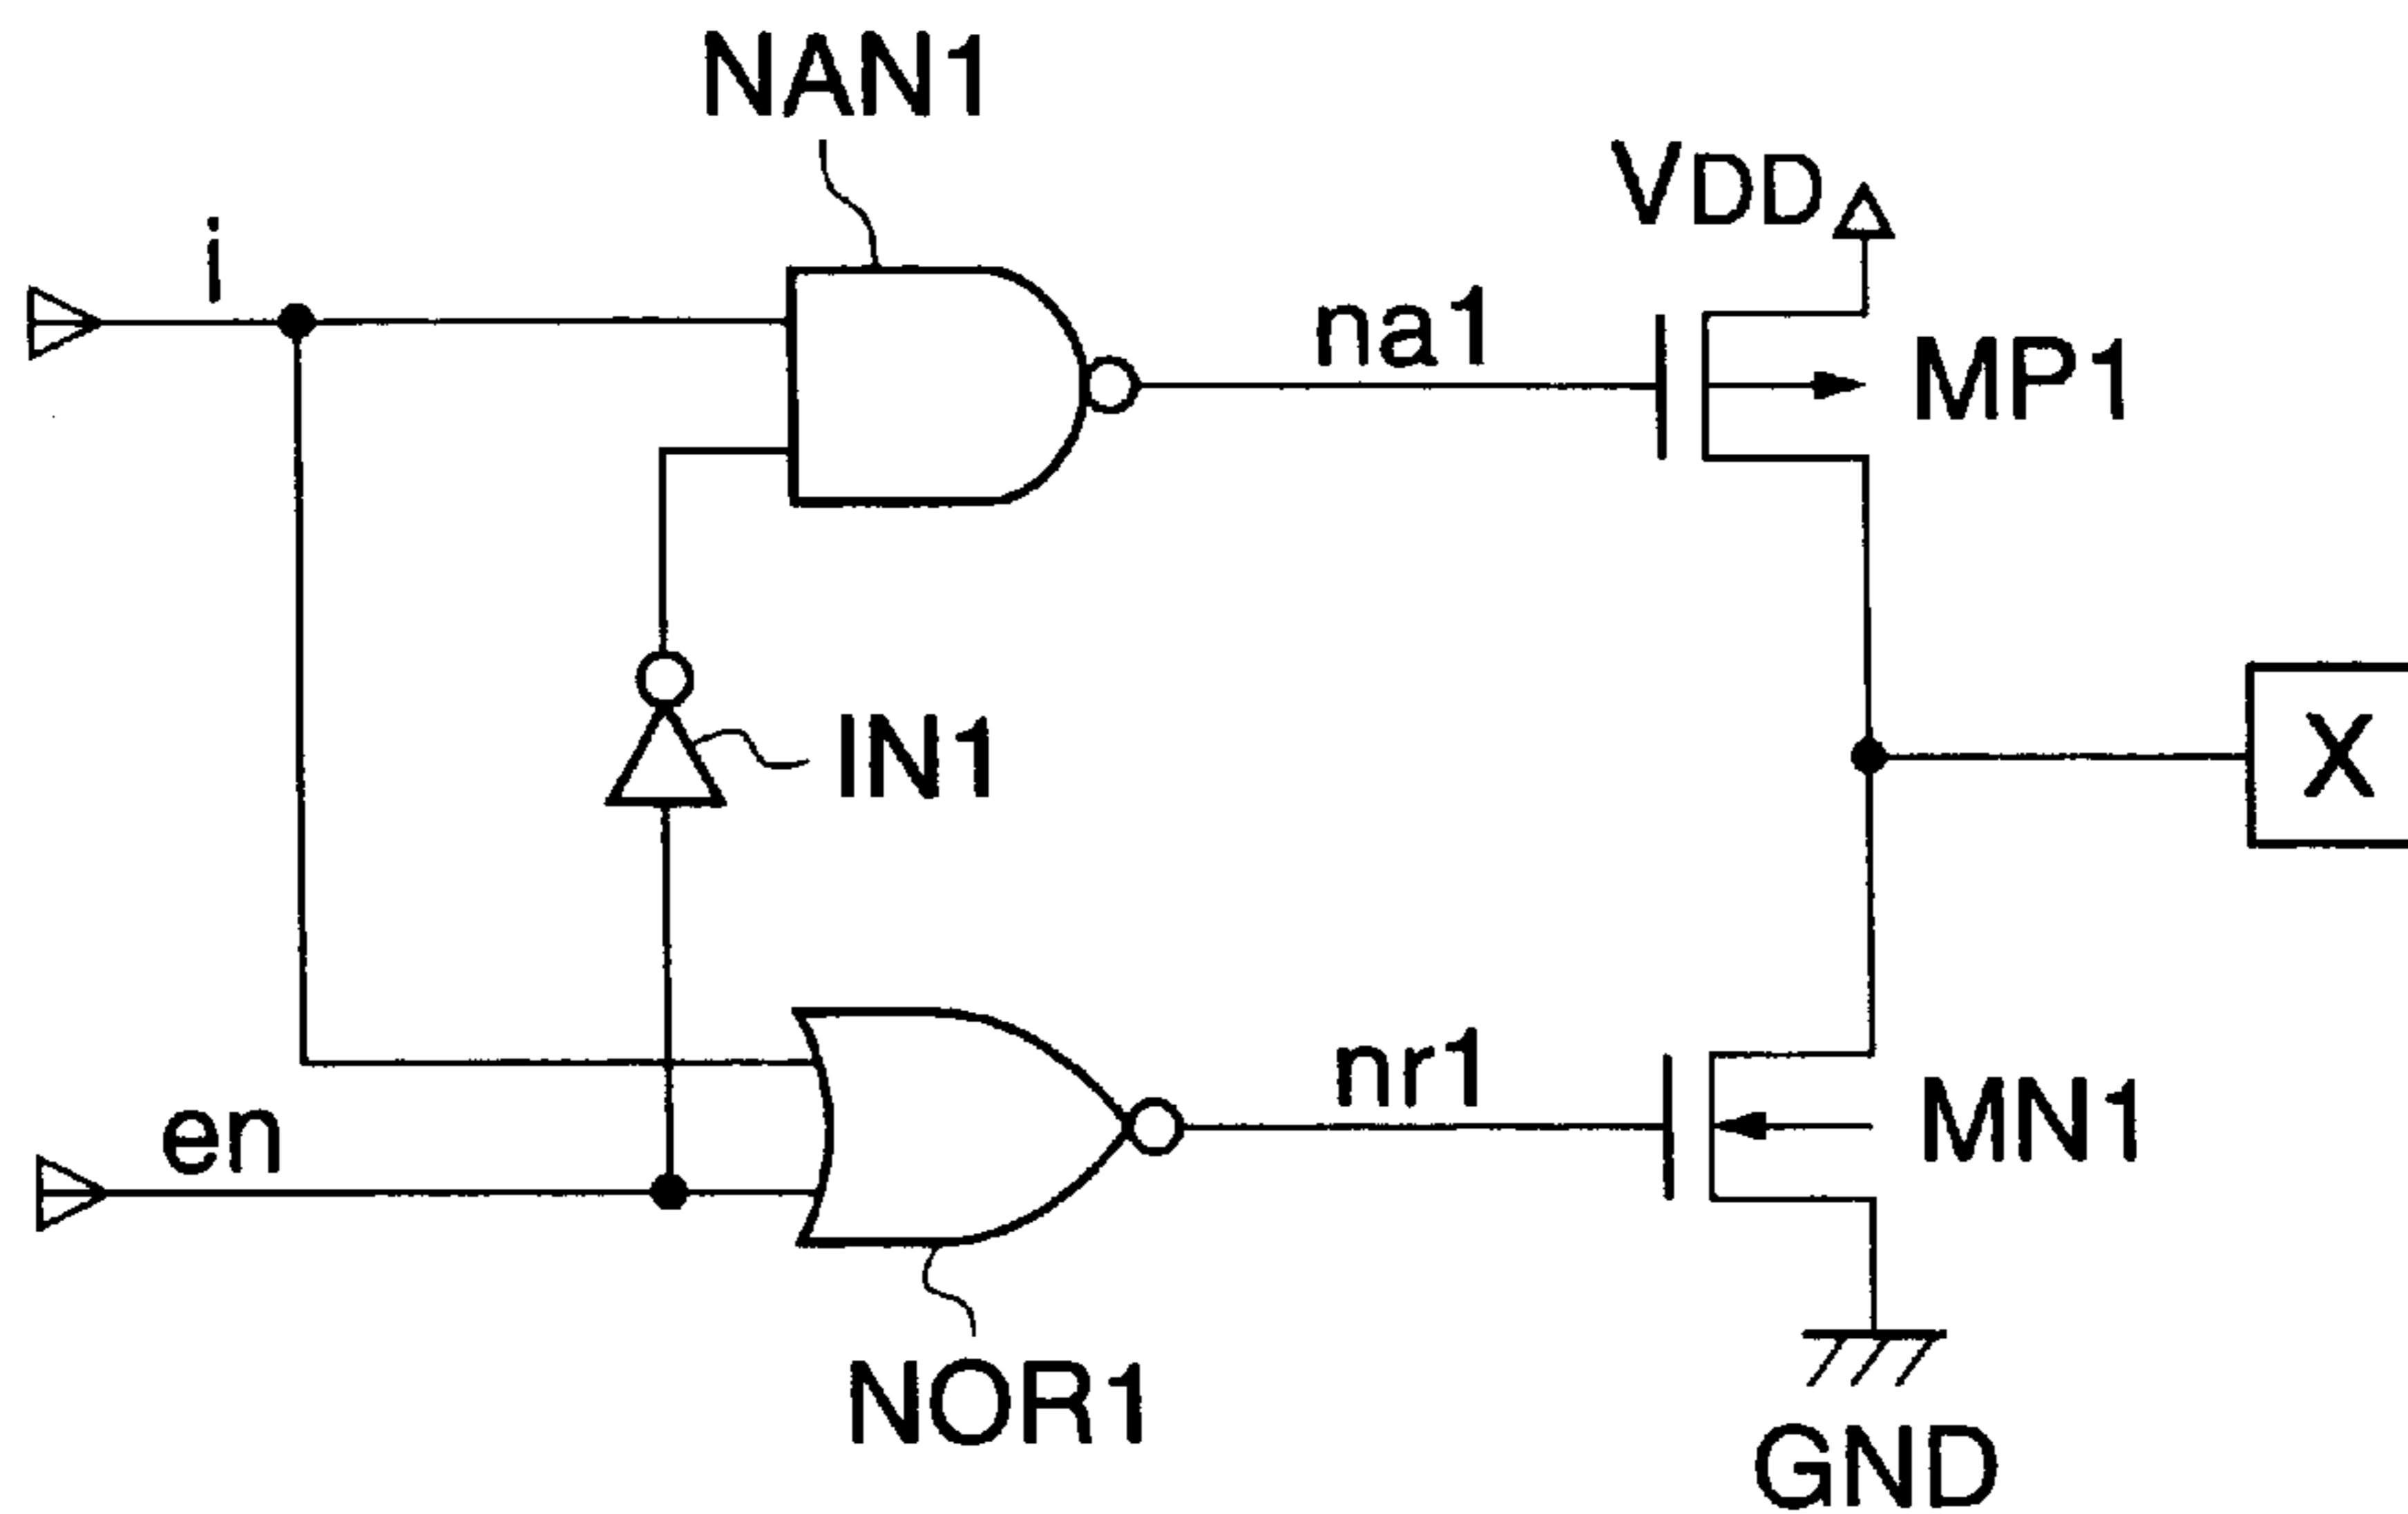 NAN1
VDD
i
na1
MP1
IN1
X
en
nr1
MN1
NOR1
GND